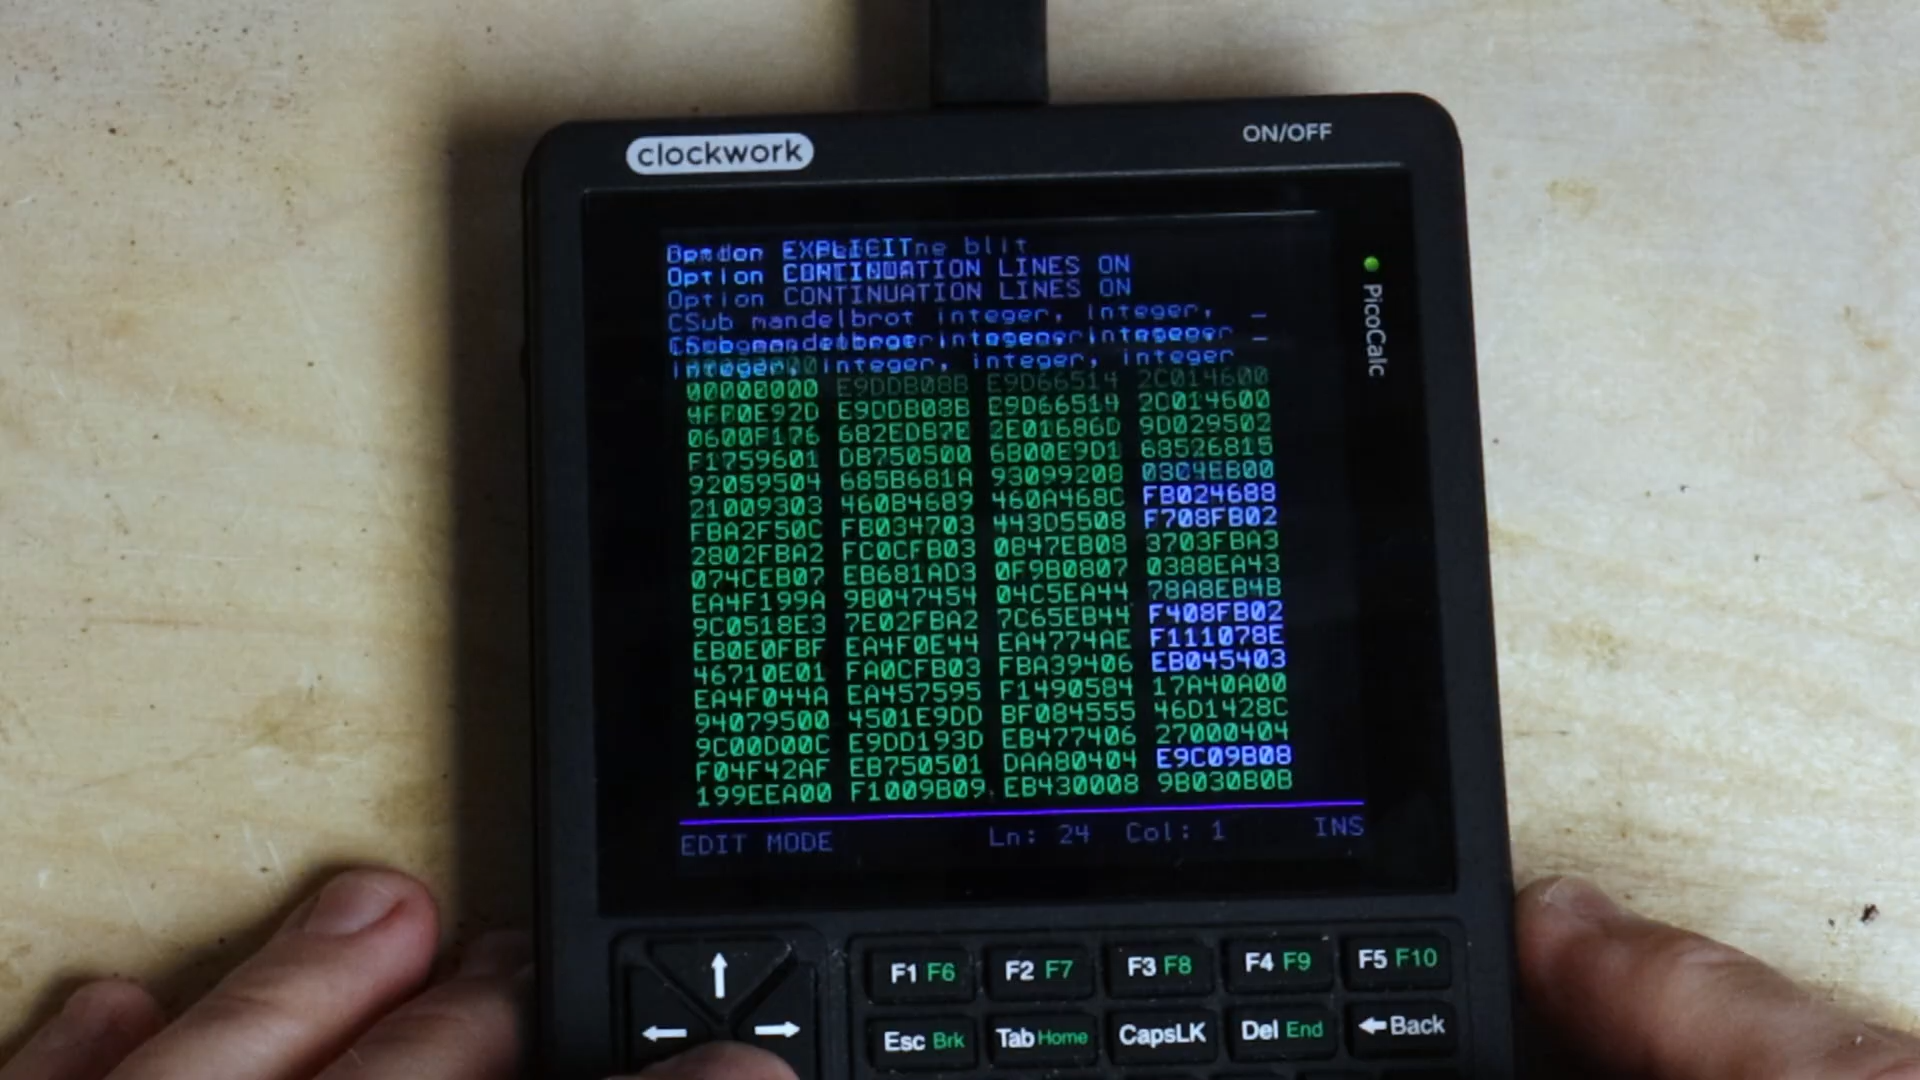 clockwork
ON/OFF
PicoCalc
Option EXPLICIT
Option CONTINUATION LINES ON
Option CONTINUATION LINES ON
CSub mandelbrot integer, integer, _
integer, integer, integer
00000000 E9DDB08B E9D66514 2C014600
4FF0E92D E9DDB08B E9D66514 2C014600
0600F176 682EDB7E 2E01686D 9D029502
F1759601 DB750500 6B00E9D1 68526815
92059504 685B681A 93099208
21009303 460B4689 460A468C FB024688
FBA2F50C FB034703 443D5508 F708FB02
2802FBA2 FC0CFB03 0847EB08 3703FBA3
074CEB07 EB681AD3 0F9B0807 0388EA43
EA4F199A 9B047454 04C5EA44 78A8EB4B
9C0518E3 7E02FBA2 7C65EB44 F408FB02
EB0E0FBF EA4F0E44 EA4774AE F111078E
46710E01 FA0CFB03 FBA39406 EB045403
EA4F044A EA457595 F1490584 17A40A00
94079500 4501E9DD BF084555 46D1428C
9C00D00C E9DD193D EB477406 27000404
F04F42AF EB750501 DAA80404 E9C09B08
199EEA00 F1009B09 EB430008 9B030B0B
EDIT MODE Ln: 24 Col: 1 INS
F1 F6 F2 F7 F3 F8 F4 F9 F5 F10
Esc Brk Tab Home CapsLK Del End ←Back